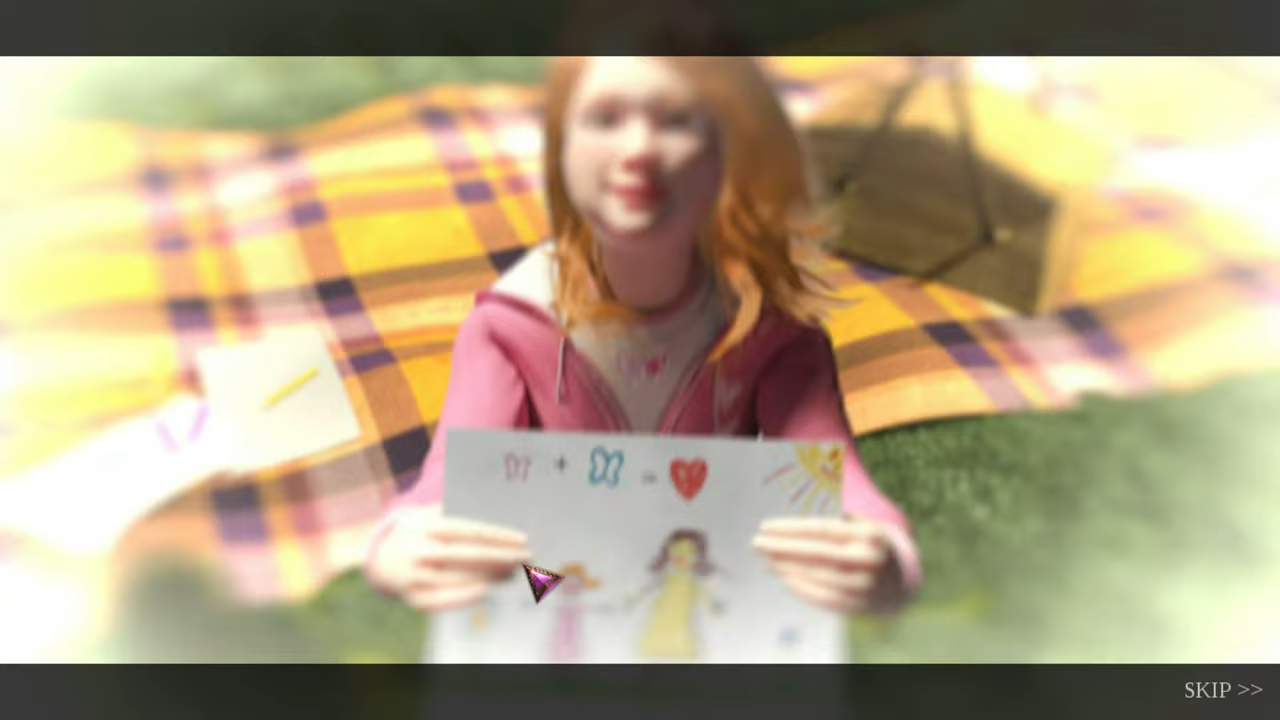 + =
SKIP >>